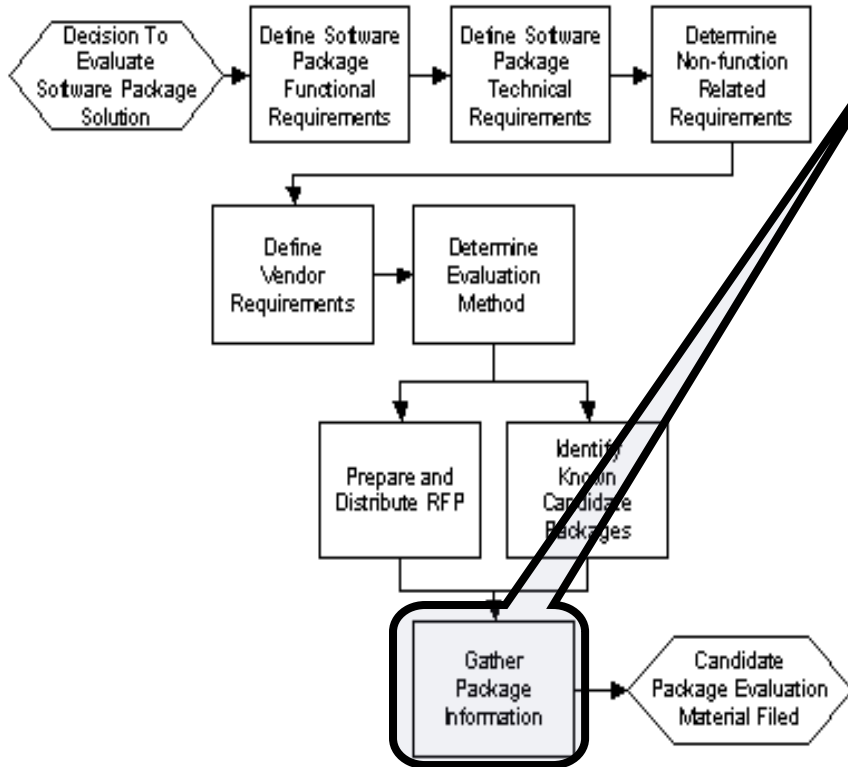 Decision To
Evaluate
Software Package
Solution
Define Software
Package
Functional
Requirements
Define Software
Package
Technical
Requirements
Determine
Non-function
Related
Requirements
Define
Vendor
Requirements
Determine
Evaluation
Method
Prepare and
Distribute RFP
Identify
Known
Candidate
Packages
Gather
Package
Information
Candidate
Package Evaluation
Material Filed